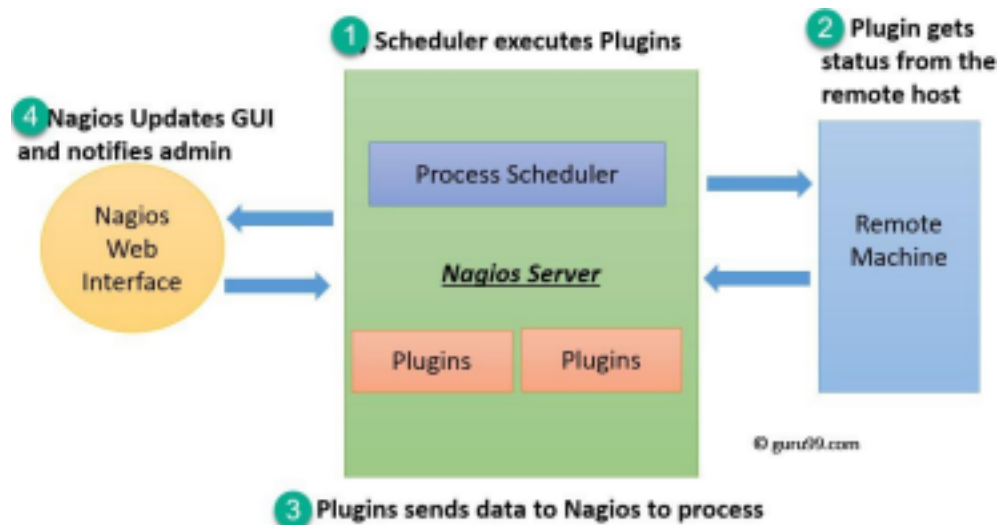 1 Scheduler executes Plugins
2 Plugin gets
status from the
remote host
4 Nagios Updates GUI
and notifies admin
Process Scheduler
Nagios
Web
Interface
Nagios Server
Remote
Machine
Plugins
Plugins
© guru99.com
3 Plugins sends data to Nagios to process